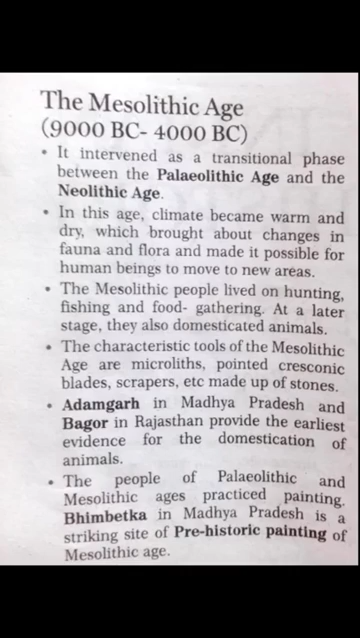 The Mesolithic Age
(9000 BC- 4000 BC)
• It intervened as a transitional phase
between the Palaeolithic Age and the
Neolithic Age.
• In this age, climate became warm and
dry, which brought about changes in
fauna and flora and made it possible for
human beings to move to new areas.
• The Mesolithic people lived on hunting,
fishing and food- gathering. At a later
stage, they also domesticated animals.
• The characteristic tools of the Mesolithic
Age are microliths, pointed cresconic
blades, scrapers, etc made up of stones.
• Adamgarh in Madhya Pradesh and
Bagor in Rajasthan provide the earliest
evidence for the domestication of
animals.
• The people of Palaeolithic and
Mesolithic ages practiced painting.
Bhimbetka in Madhya Pradesh is a
striking site of Pre-historic painting of
Mesolithic age.